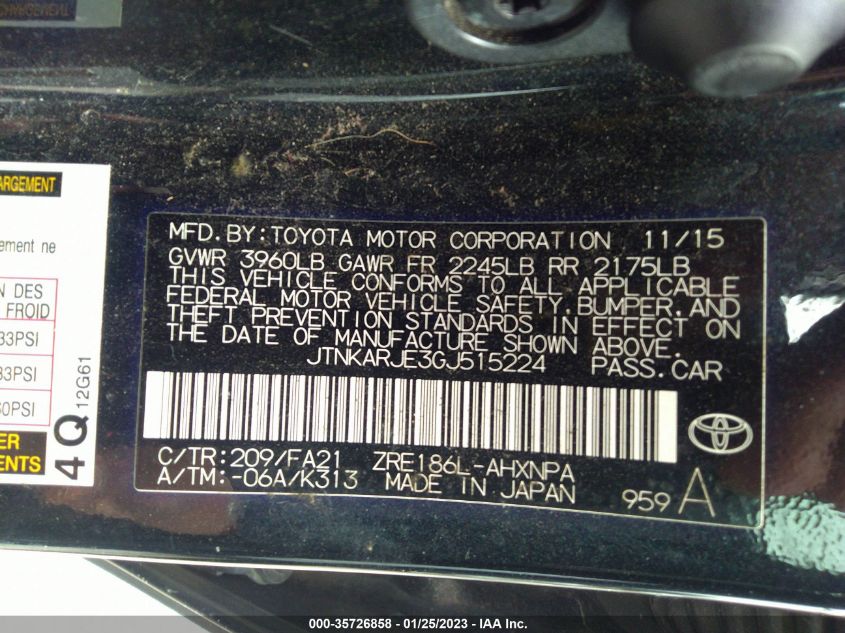 CHARGEMENT
ARGEMENT
ement ne
N DES
FROID
33PSI
33PSI
60PSI
ER
ENTS
4Q 12G61
MFD.BY:TOYOTA MOTOR CORPORATION 11/15
GVWR 3960LB GAWR FR 2245LB RR 2175LB
THIS VEHICLE CONFORMS TO ALL APPLICABLE
FEDERAL MOTOR VEHICLE SAFETY,BUMPER,AND
THEFT PREVENTION STANDARDS IN EFFECT ON
THE DATE OF MANUFACTURE SHOWN ABOVE.
JTNKARJE3GJ515224 PASS.CAR
C/TR:209/FA21 ZRE186L-AHXNPA
A/TM:-06A/K313 MADE IN JAPAN 959 A
000-35726858 - 01/25/2023 - IAA Inc.